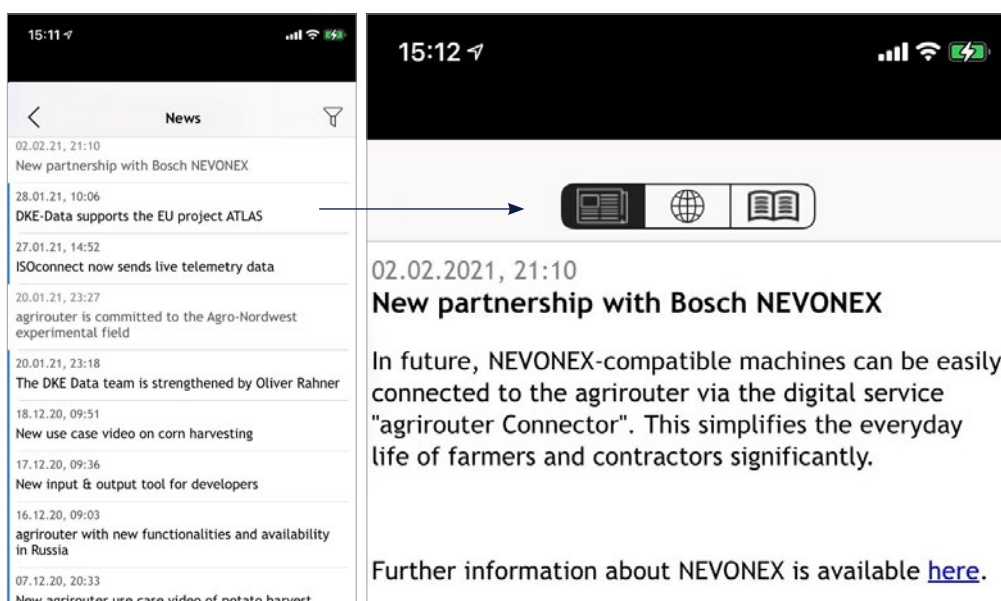 15:11
News
02.02.21, 21:10
New partnership with Bosch NEVONEX
28.01.21, 10:06
DKE-Data supports the EU project ATLAS
27.01.21, 14:52
ISOconnect now sends live telemetry data
20.01.21, 23:27
agrirouter is committed to the Agro-Nordwest
experimental field
20.01.21, 23:18
The DKE Data team is strengthened by Oliver Rahner
18.12.20, 09:51
New use case video on corn harvesting
17.12.20, 09:36
New input & output tool for developers
16.12.20, 09:03
agrirouter with new functionalities and availability
in Russia
07.12.20, 20:33
New agrirouter use case video of potato harvest
15:12
02.02.2021, 21:10
New partnership with Bosch NEVONEX
In future, NEVONEX-compatible machines can be easily
connected to the agrirouter via the digital service
"agrirouter Connector". This simplifies the everyday
life of farmers and contractors significantly.
Further information about NEVONEX is available here.